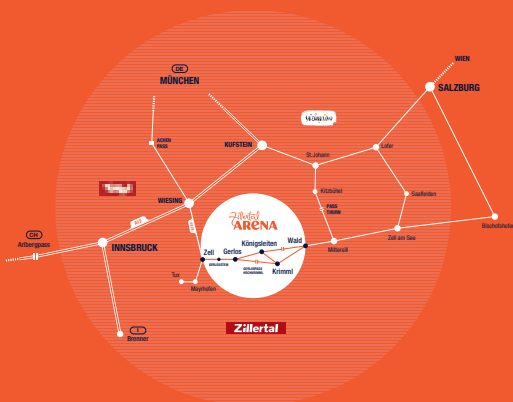 WIEN
DE
MÜNCHEN
SALZBURG
ACHEN
PASS
KUFSTEIN
Lofer
St.Johann
Kitzbühel
Saalfelden
WIESING
PASS
THURN
Zillertal
ARENA
Bischofshofen
CH
Arlbergpass
INNSBRUCK
Zell
Gerlos
Königsleiten
Wald
Mittersill
Zell am See
GERLOSSTEIN
Krimml
Tux
Mayrhofen
I
Brenner
Zillertal